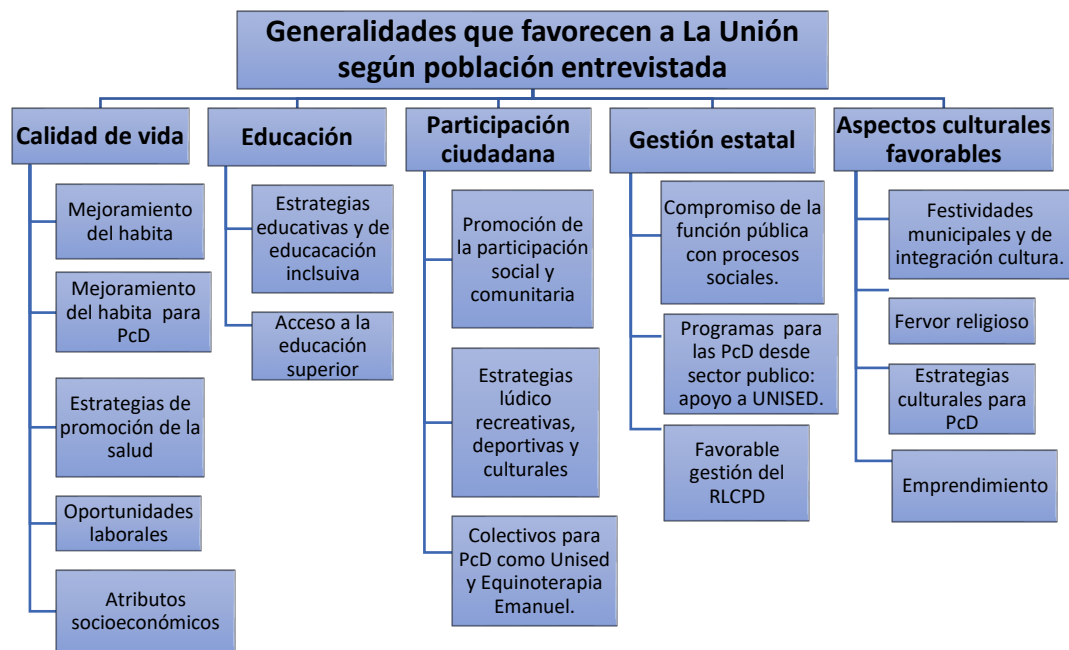 Generalidades que favorecen a La Unión
según población entrevistada
Calidad de vida
Mejoramiento
del habita
Mejoramiento
del habita para
PcD
Estrategias de
promoción de la
salud
Oportunidades
laborales
Atributos
socioeconómicos
Educación
Estrategias
educativas y de
educacación
inclsuiva
Acceso a la
educación
superior
Participación
ciudadana
Promoción de
la participación
social y
comunitaria
Estrategias
lúdico
recreativas,
deportivas y
culturales
Colectivos para
PcD como Unised
y Equinoterapia
Emanuel.
Gestión estatal
Compromiso de la
función pública
con procesos
sociales.
Programas para
las PcD desde
sector publico:
apoyo a UNISED.
Favorable
gestión del
RLCPD
Aspectos culturales
favorables
Festividades
municipales y de
integración cultura.
Fervor religioso
Estrategias
culturales para
PcD
Emprendimiento